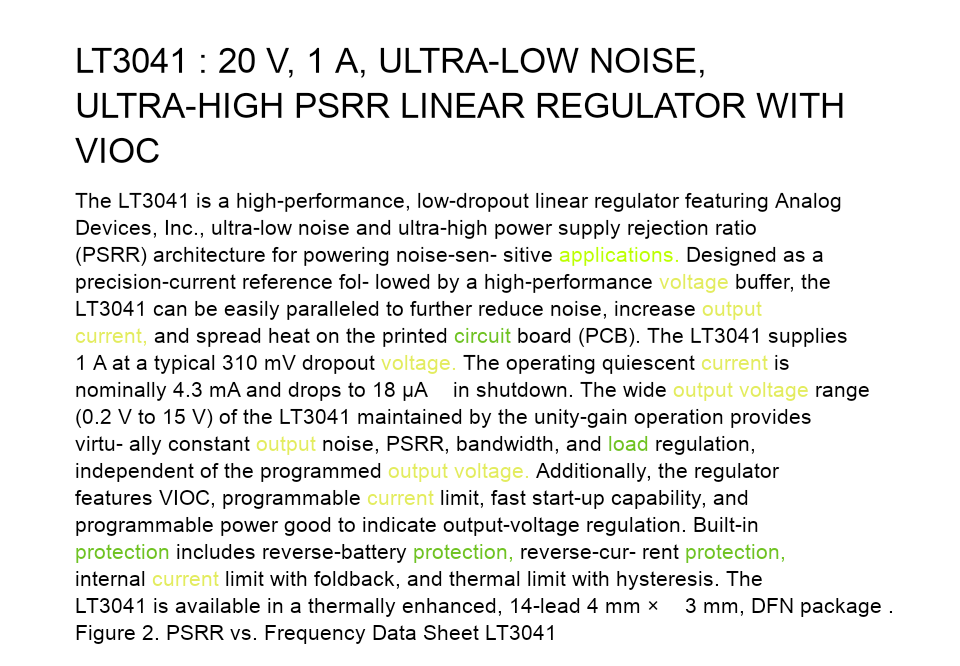 LT3041 : 20 V, 1 A, ULTRA-LOW NOISE,
ULTRA-HIGH PSRR LINEAR REGULATOR WITH
VIOC
The LT3041 is a high-performance, low-dropout linear regulator featuring Analog
Devices, Inc., ultra-low noise and ultra-high power supply rejection ratio
(PSRR) architecture for powering noise-sen- sitive applications. Designed as a
precision-current reference fol- lowed by a high-performance voltage buffer, the
LT3041 can be easily paralleled to further reduce noise, increase output
current, and spread heat on the printed circuit board (PCB). The LT3041 supplies
1 A at a typical 310 mV dropout voltage. The operating quiescent current is
nominally 4.3 mA and drops to 18 μA in shutdown. The wide output voltage range
(0.2 V to 15 V) of the LT3041 maintained by the unity-gain operation provides
virtu- ally constant output noise, PSRR, bandwidth, and load regulation,
independent of the programmed output voltage. Additionally, the regulator
features VIOC, programmable current limit, fast start-up capability, and
programmable power good to indicate output-voltage regulation. Built-in
protection includes reverse-battery protection, reverse-cur- rent protection,
internal current limit with foldback, and thermal limit with hysteresis. The
LT3041 is available in a thermally enhanced, 14-lead 4 mm × 3 mm, DFN package .
Figure 2. PSRR vs. Frequency Data Sheet LT3041